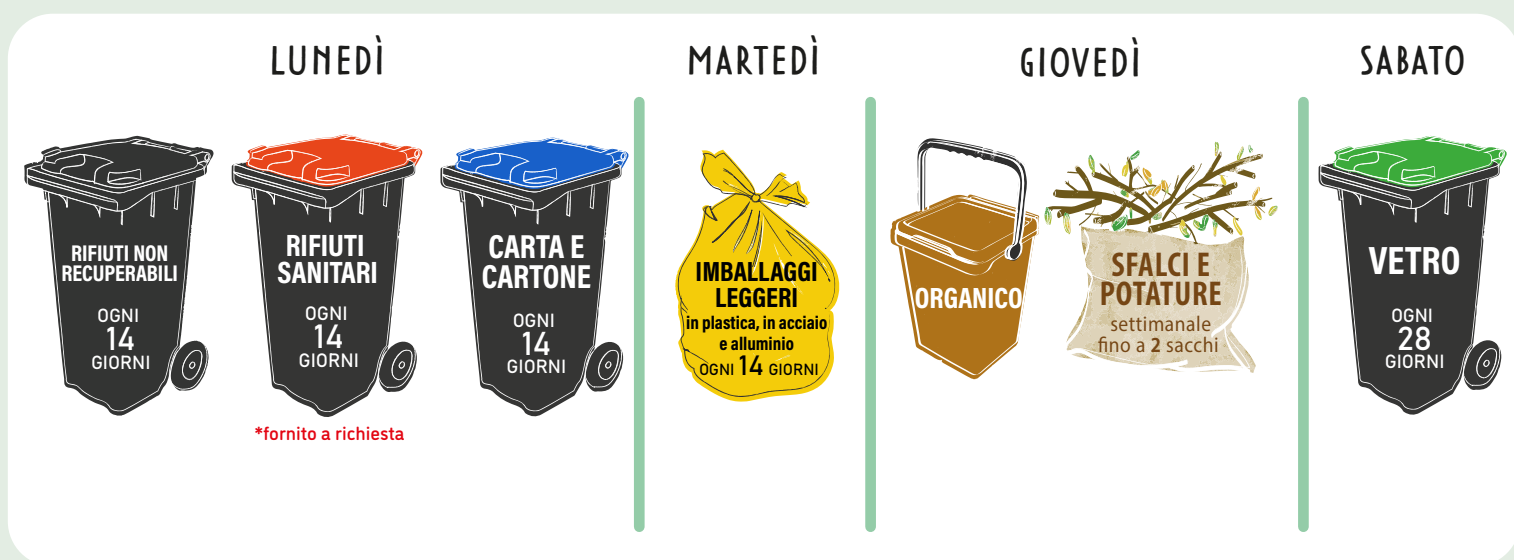 LUNEDÌ
RIFIUTI NON
RECUPERABILI
OGNI
14
GIORNI
RIFIUTI
SANITARI
OGNI
14
GIORNI
*fornito a richiesta
CARTA E
CARTONE
OGNI
14
GIORNI
MARTEDÌ
IMBALLAGGI
LEGGERI
in plastica, in acciaio
e alluminio
OGNI 14 GIORNI
GIOVEDÌ
ORGANICO
SFALCI E
POTATURE
settimanale
fino a 2 sacchi
SABATO
VETRO
OGNI
28
GIORNI